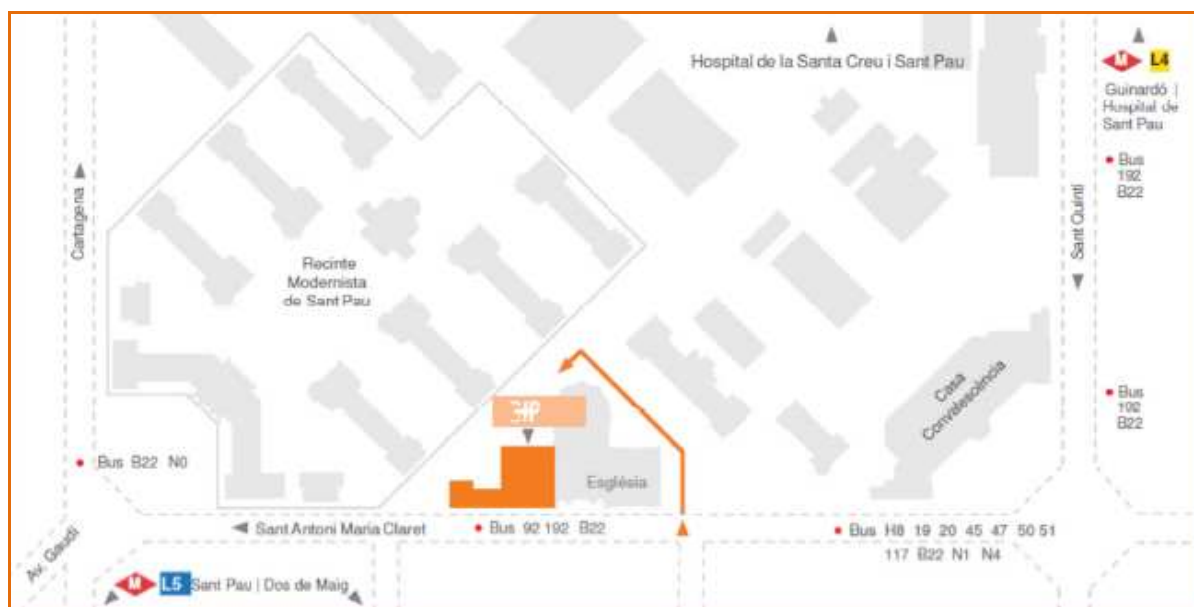 Hospital de la Santa Creu i Sant Pau
M L4
Guinardó |
Hospital de
Sant Pau
Bus
192
B22
Cartagena
Sant Quintí
Recinte
Modernista
de Sant Pau
Casa
Convalescència
Bus
192
B22
Bus B22 N0
Església
Sant Antoni Maria Claret
Bus 92 192 B22
Bus H8 19 20 45 47 50 51
117 B22 N1 N4
Av. Gaudí
M L5 Sant Pau | Dos de Maig